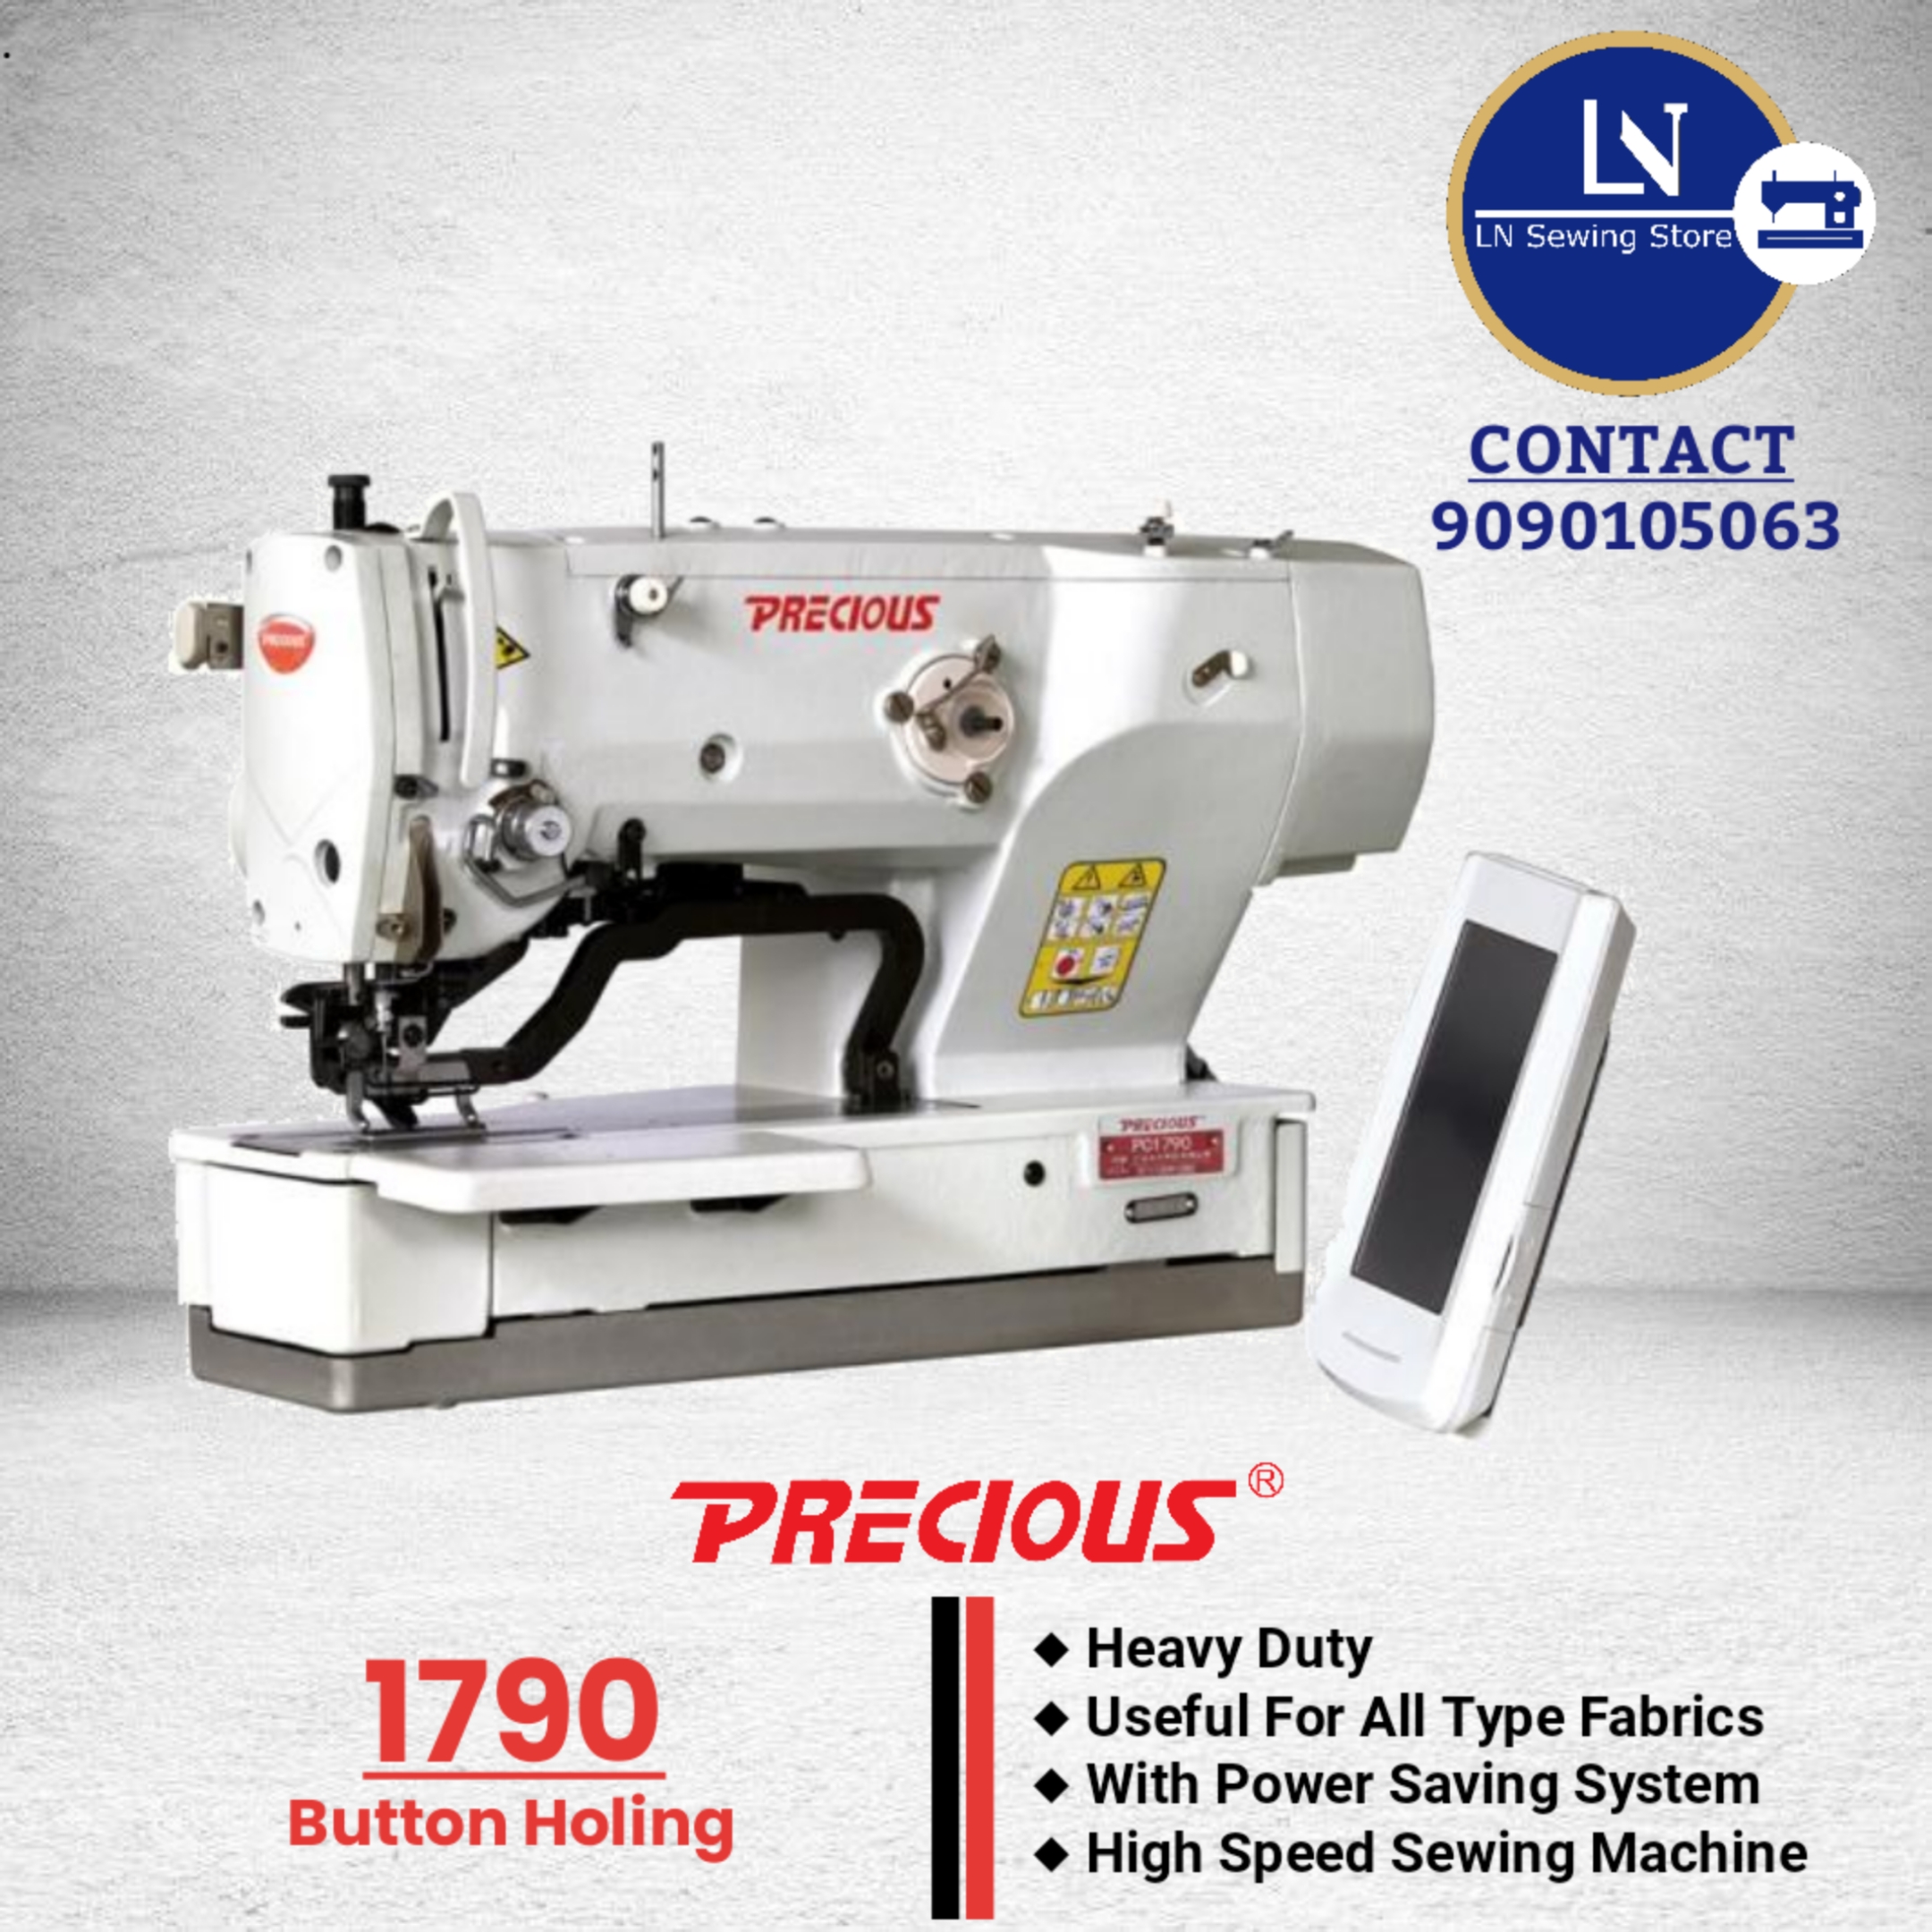 LN
LN Sewing Store
CONTACT
9090105063
PRECIOUS
PRECIOUS
PC1790
PRECIOUS®
1790
Button Holing
◆ Heavy Duty
◆ Useful For All Type Fabrics
◆ With Power Saving System
◆ High Speed Sewing Machine